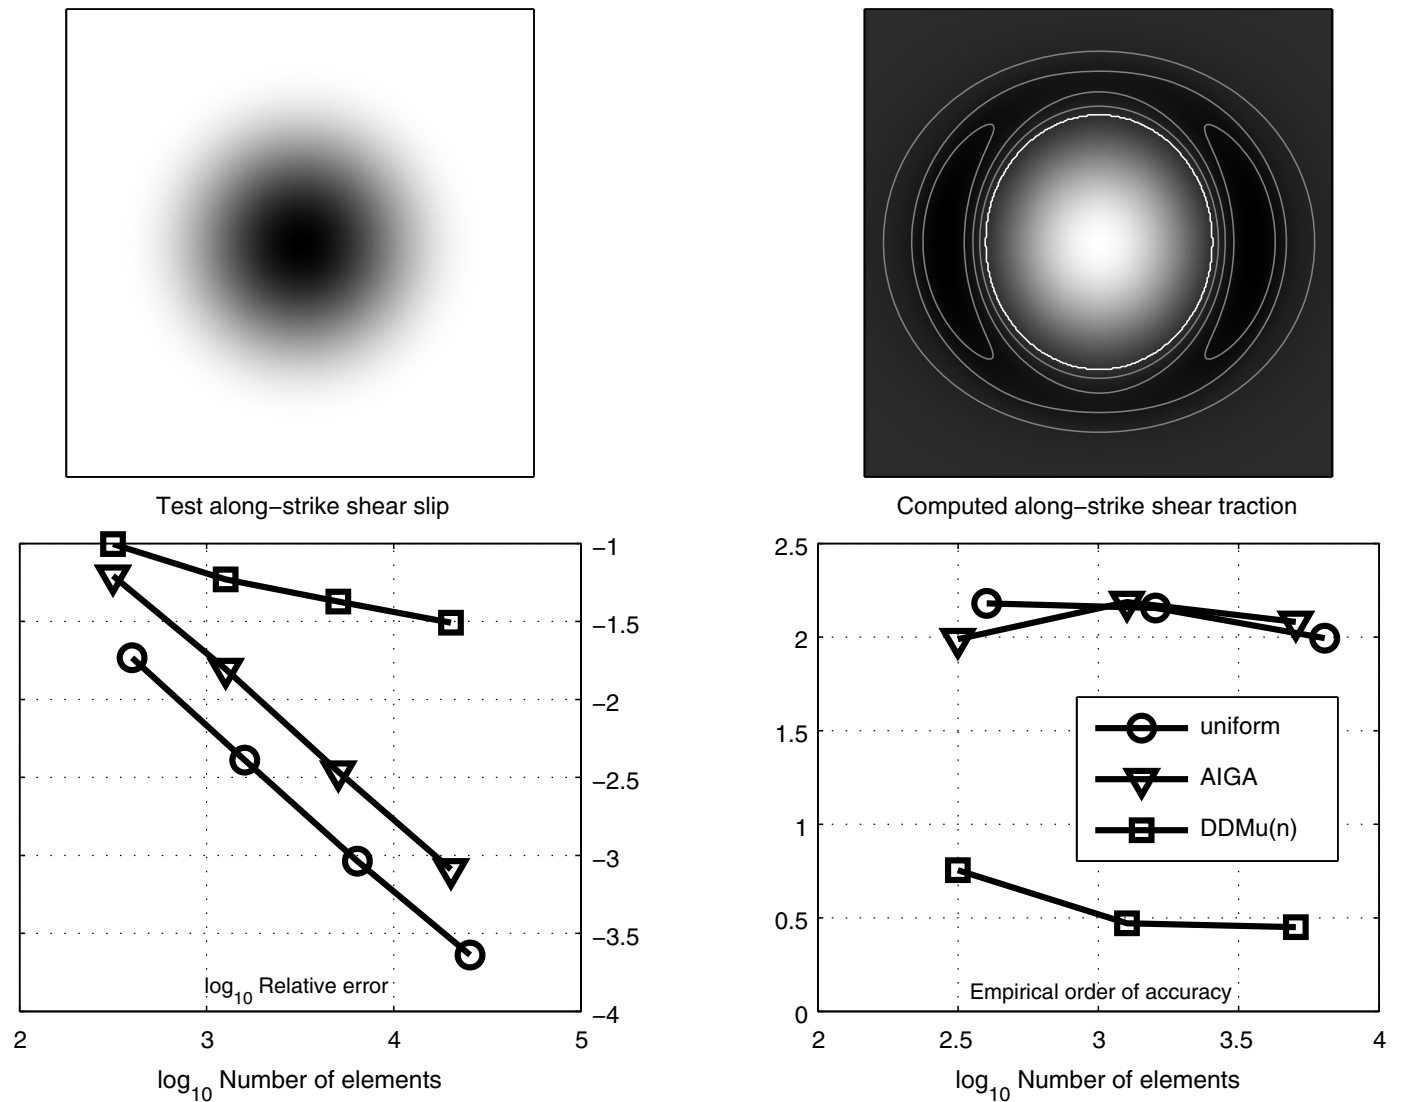 Test along−strike shear slip
Computed along−strike shear traction
−1
−1.5
−2
−2.5
−3
−3.5
−4
log10 Relative error
2 3 4 5
log10 Number of elements
2.5
2
1.5
1
0.5
0
uniform
AIGA
DDMu(n)
Empirical order of accuracy
2 2.5 3 3.5 4
log10 Number of elements